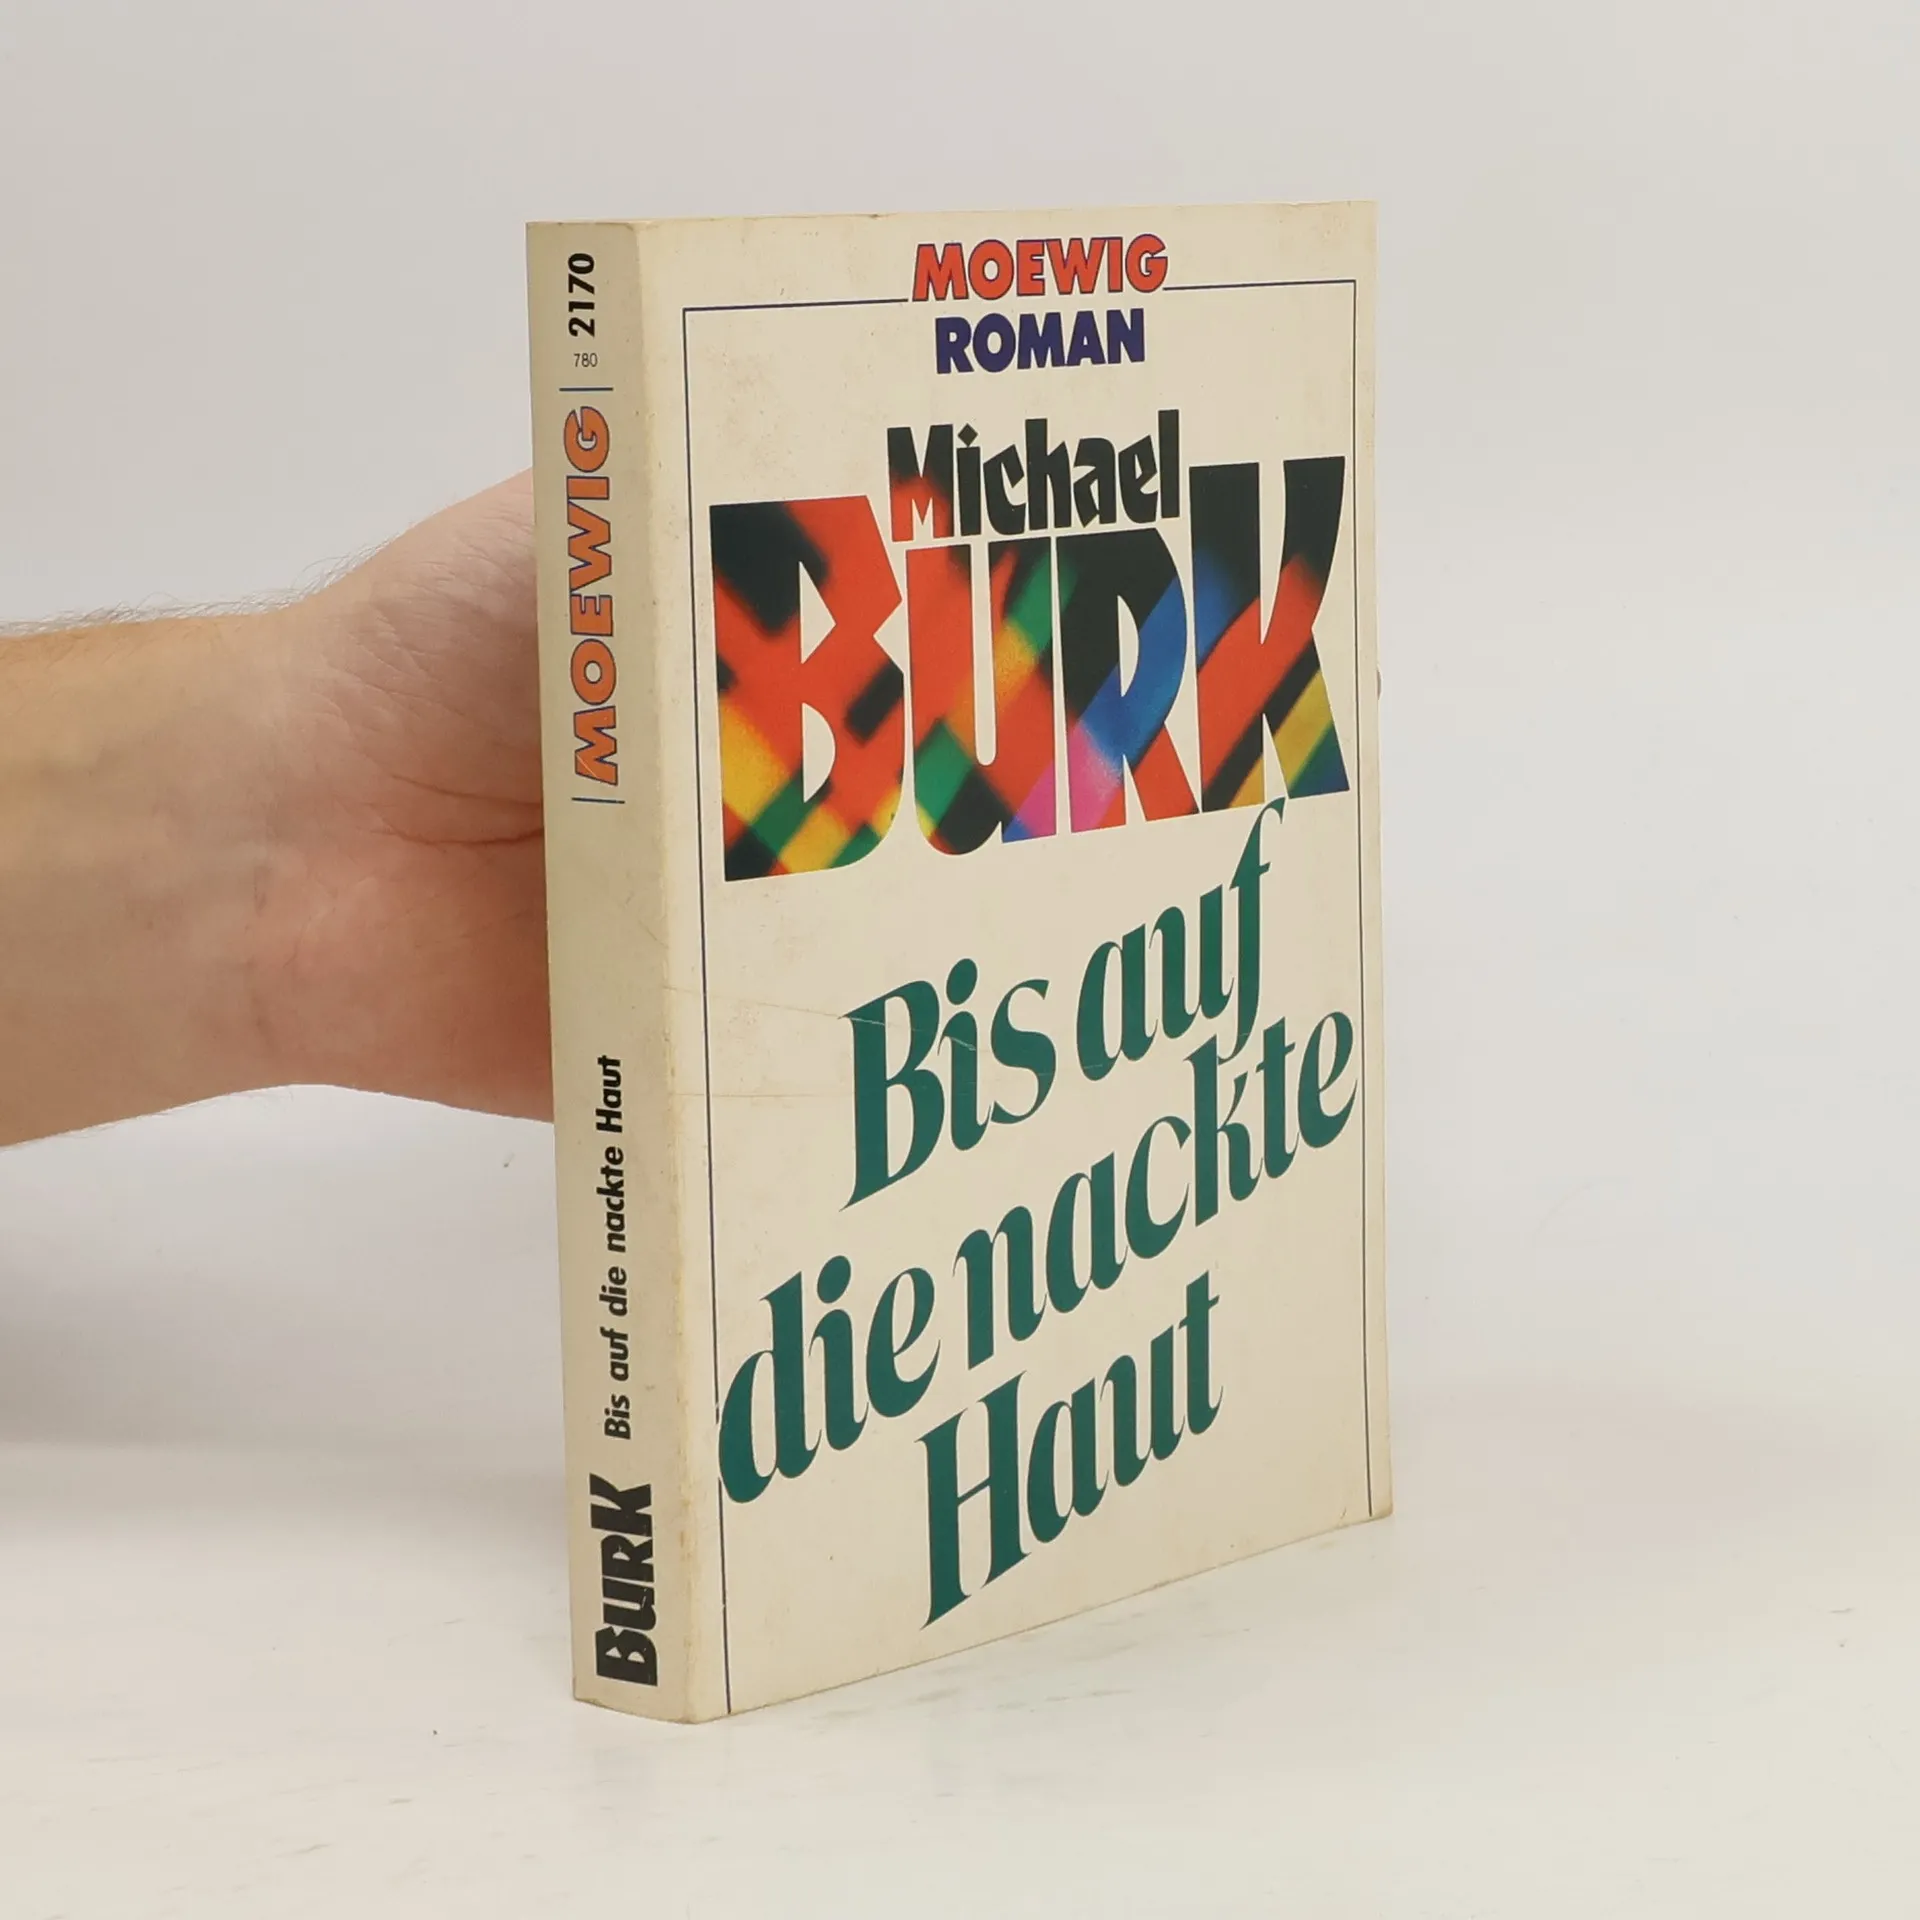 MOEWIG
ROMAN
Michael
BURK
Bis auf
die nackte
Haut
BURK Bis auf die nackte Haut MOEWIG 780 2170